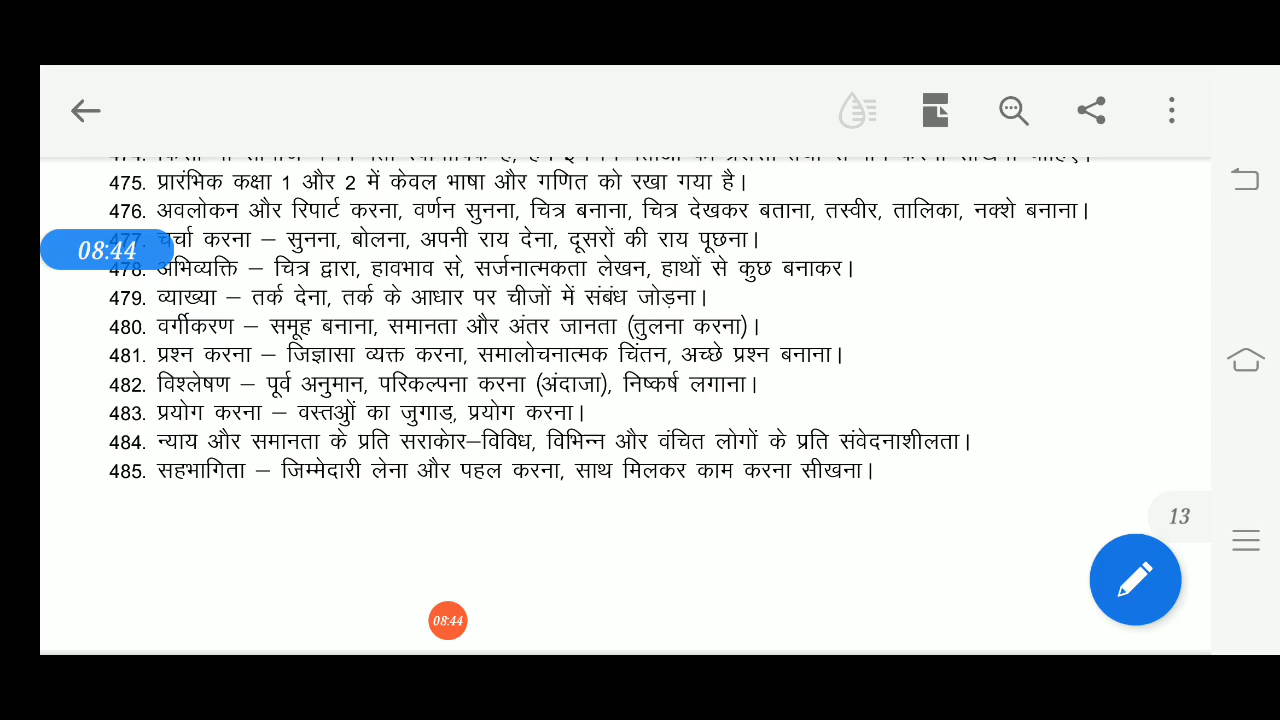 475. प्रारंभिक कक्षा 1 और 2 में केवल भाषा और गणित को रखा गया है।
476. अवलोकन और रिपार्ट करना, वर्णन सुनना, चित्र बनाना, चित्र देखकर बताना, तस्वीर, तालिका, नक्शे बनाना।
477. चर्चा करना – सुनना, बोलना, अपनी राय देना, दूसरों की राय पूछना।
08:44
478. अभिव्यक्ति – चित्र द्वारा, हावभाव से, सर्जनात्मकता लेखन, हाथों से कुछ बनाकर।
479. व्याख्या – तर्क देना, तर्क के आधार पर चीजों में संबंध जोड़ना।
480. वर्गीकरण – समूह बनाना, समानता और अंतर जानता (तुलना करना)।
481. प्रश्न करना – जिज्ञासा व्यक्त करना, समालोचनात्मक चिंतन, अच्छे प्रश्न बनाना।
482. विश्लेषण – पूर्व अनुमान, परिकल्पना करना (अंदाजा), निष्कर्ष लगाना।
483. प्रयोग करना – वस्तओुं का जुगाड़, प्रयोग करना।
484. न्याय और समानता के प्रति सराकोर–विविध, विभिन्न और वंचित लोगों के प्रति संवेदनाशीलता।
485. सहभागिता – जिम्मेदारी लेना और पहल करना, साथ मिलकर काम करना सीखना।
13
08:44